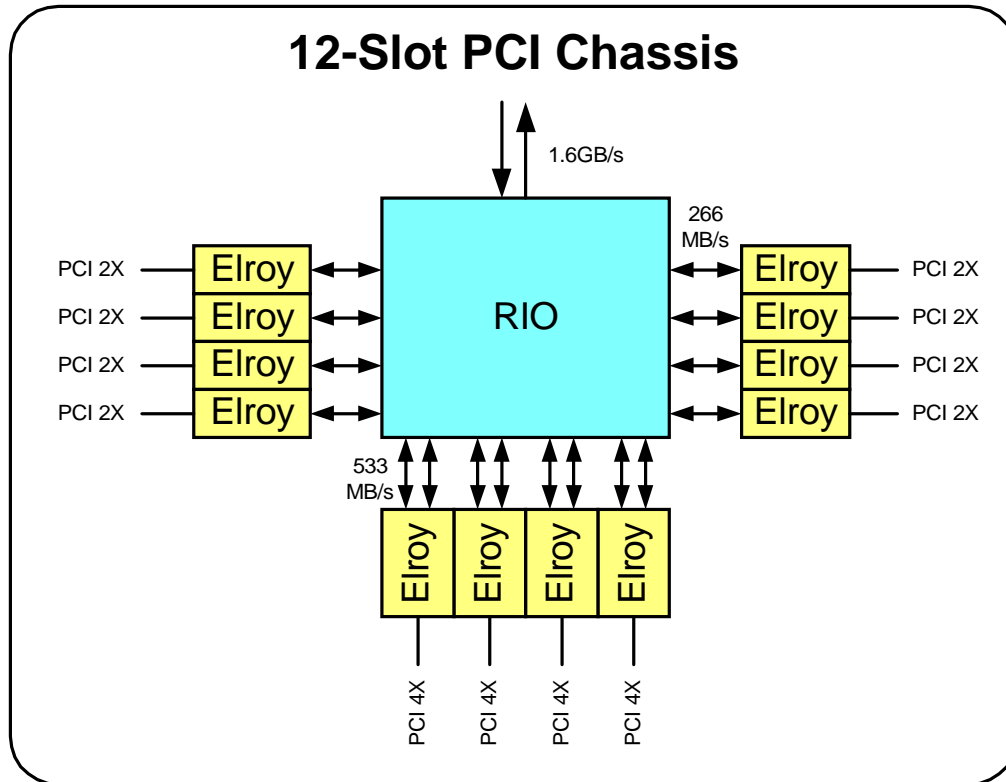 12-Slot PCI Chassis
1.6GB/s
266
MB/s
PCI 2X
Elroy
Elroy
PCI 2X
PCI 2X
Elroy
RIO
Elroy
PCI 2X
PCI 2X
Elroy
Elroy
PCI 2X
PCI 2X
Elroy
Elroy
PCI 2X
533
MB/s
Elroy
Elroy
Elroy
Elroy
PCI 4X
PCI 4X
PCI 4X
PCI 4X